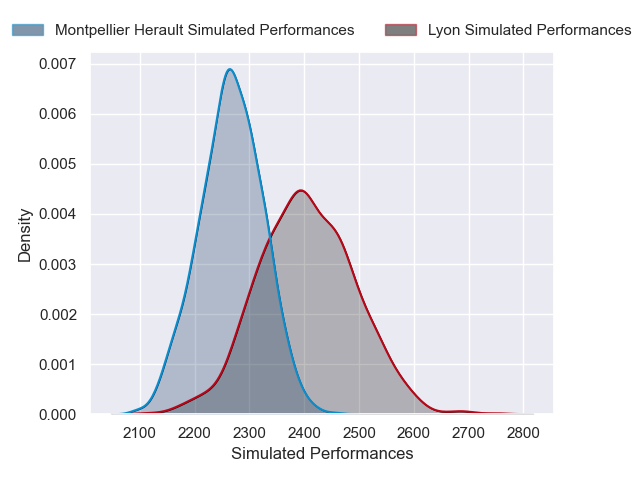 Montpellier Herault Simulated Performances Lyon Simulated Performances
0.007
0.006
0.005
0.004
0.003
0.002
0.001
0.000
Density
2100 2200 2300 2400 2500 2600 2700 2800
Simulated Performances